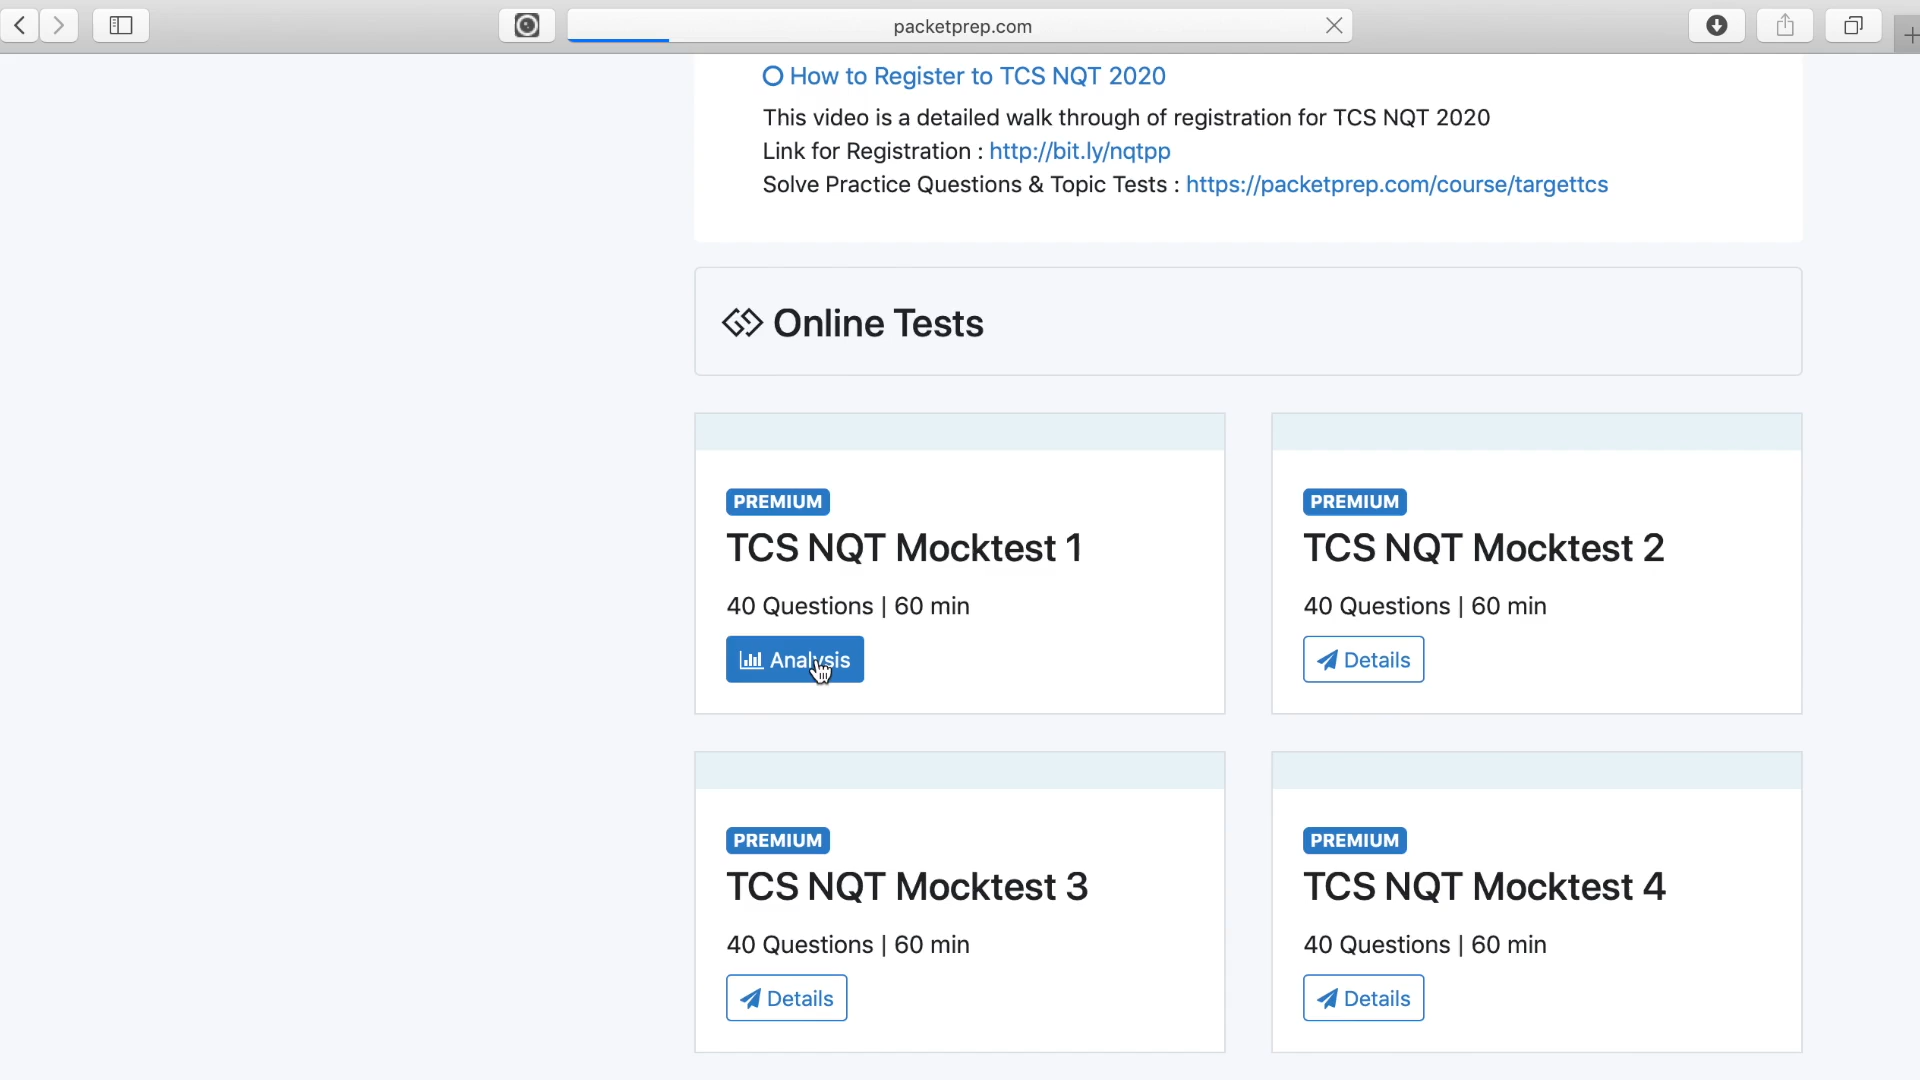 packetprep.com
How to Register to TCS NQT 2020
This video is a detailed walk through of registration for TCS NQT 2020
Link for Registration : http://bit.ly/nqtpp
Solve Practice Questions & Topic Tests : https://packetprep.com/course/targettcs
Online Tests
PREMIUM
TCS NQT Mocktest 1
40 Questions | 60 min
Analysis
PREMIUM
TCS NQT Mocktest 2
40 Questions | 60 min
Details
PREMIUM
TCS NQT Mocktest 3
40 Questions | 60 min
Details
PREMIUM
TCS NQT Mocktest 4
40 Questions | 60 min
Details